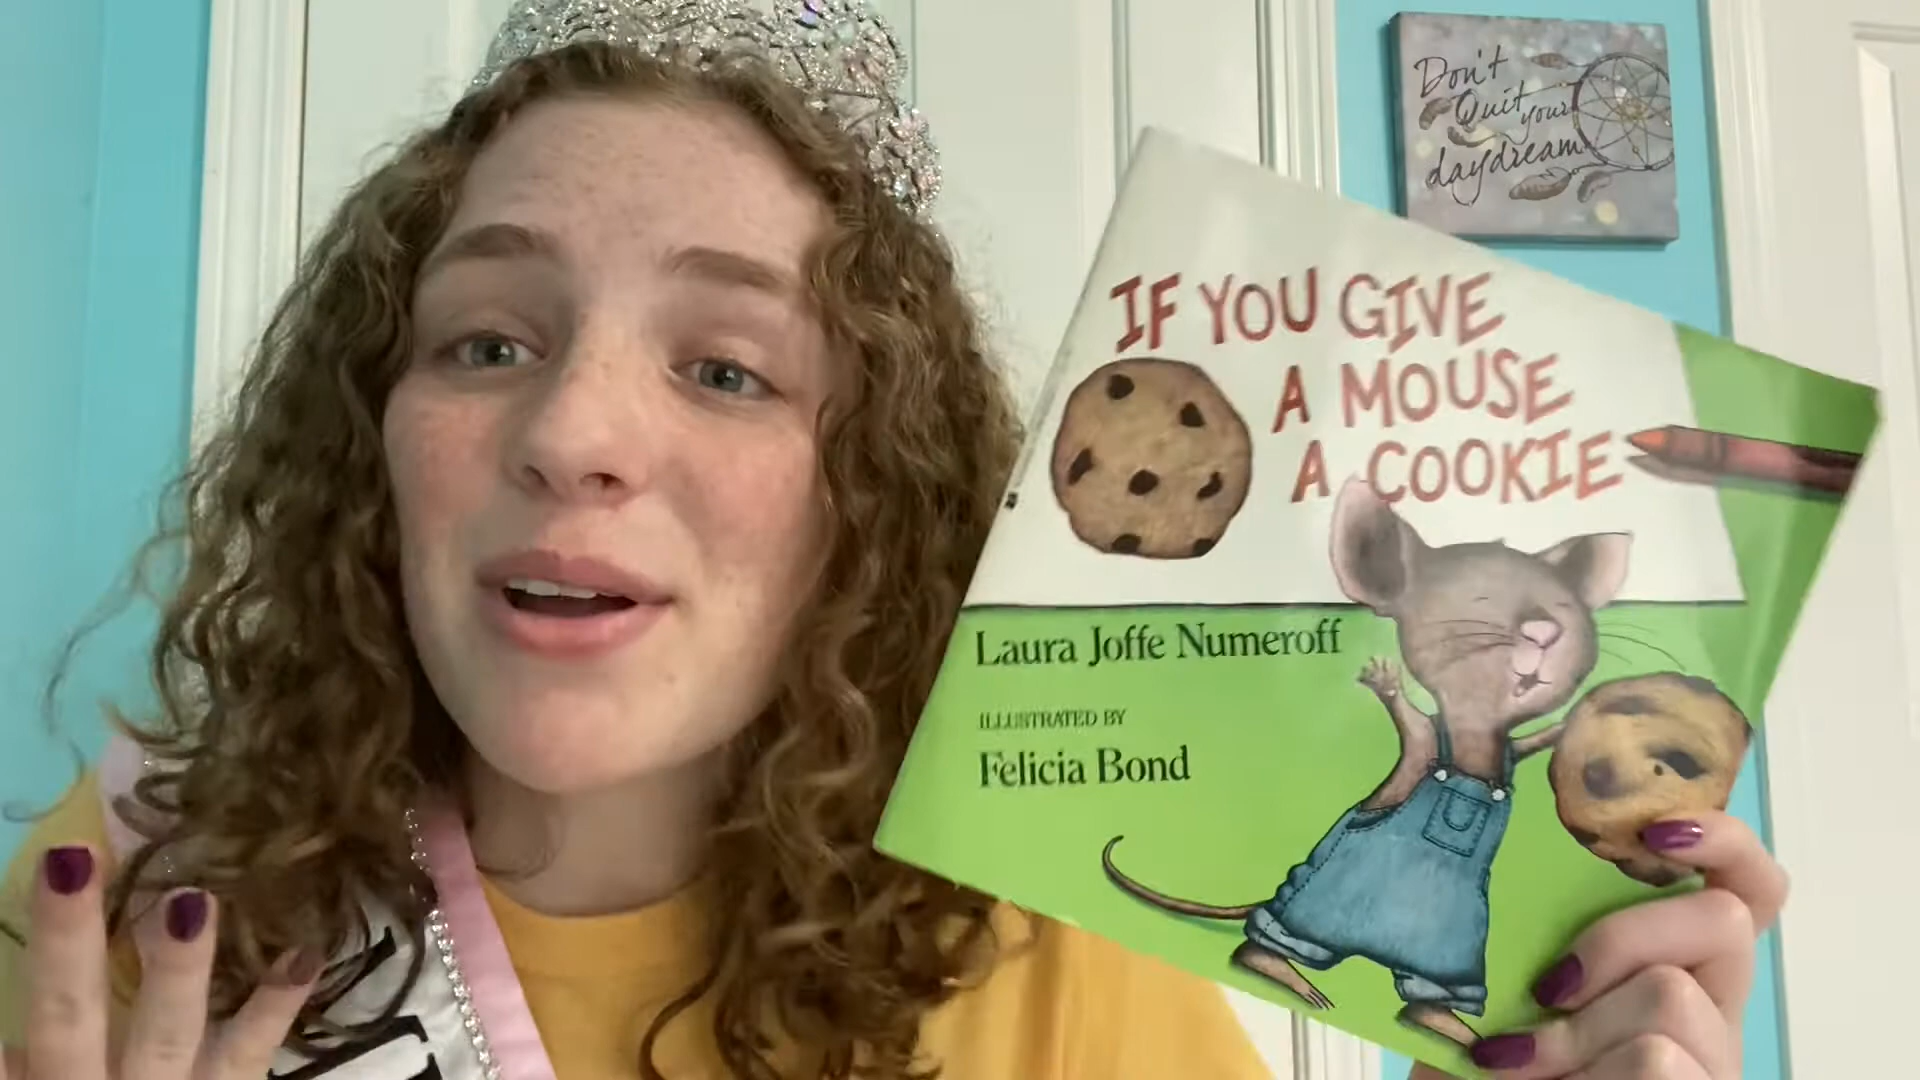 Don't
Quit your
daydream
IF YOU GIVE
A MOUSE
A COOKIE
Laura Joffe Numeroff
ILLUSTRATED BY
Felicia Bond